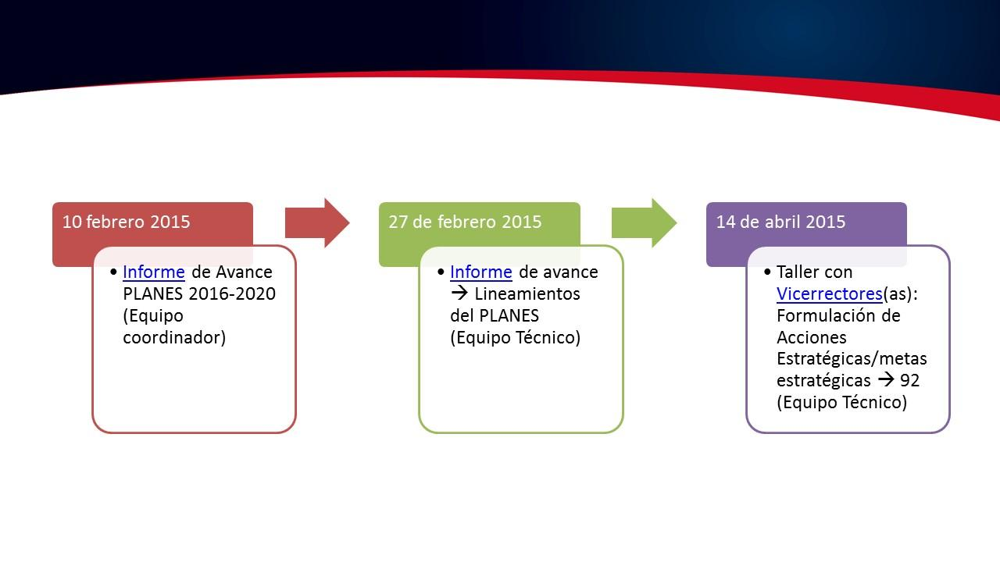 10 febrero 2015
• Informe de Avance
PLANES 2016-2020
(Equipo
coordinador)
27 de febrero 2015
• Informe de avance
→ Lineamientos
del PLANES
(Equipo Técnico)
14 de abril 2015
• Taller con
Vicerrectores(as):
Formulación de
Acciones
Estratégicas/metas
estratégicas → 92
(Equipo Técnico)